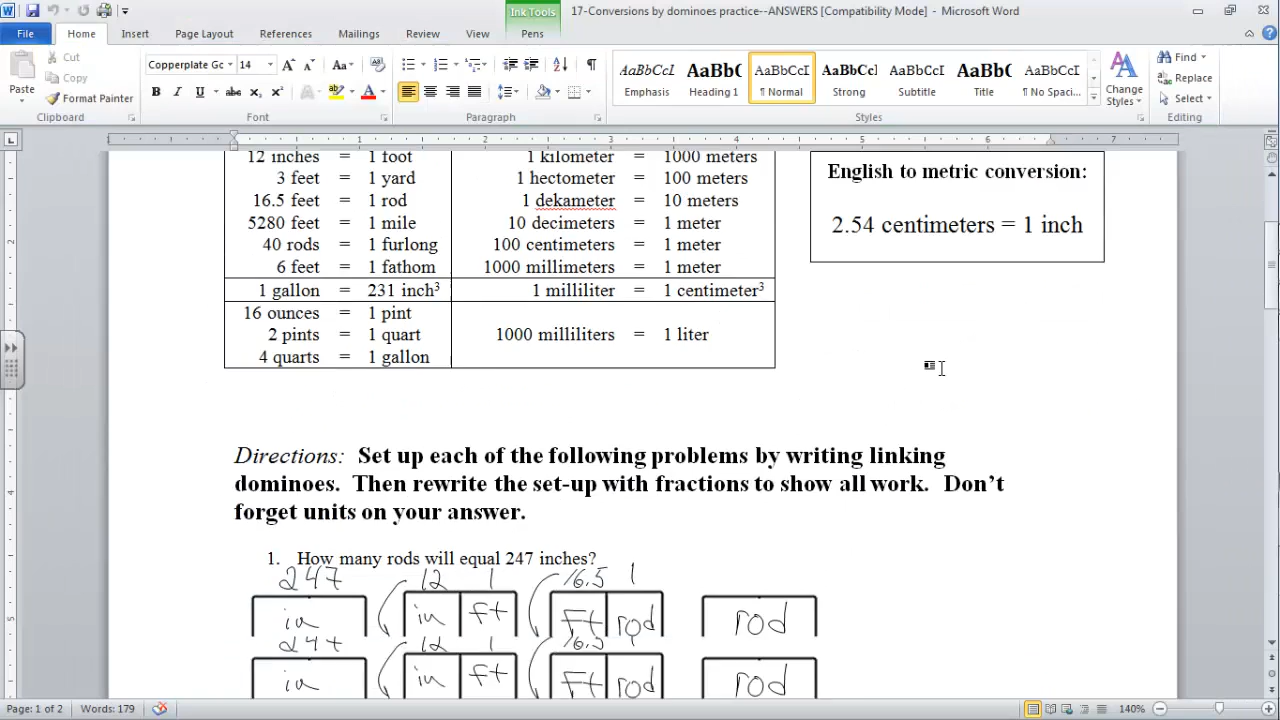 Ink Tools
17-Conversions by dominoes practice--ANSWERS [Compatibility Mode] - Microsoft Word
File Home Insert Page Layout References Mailings Review View Pens
Paste
Cut
Copy
Format Painter
Clipboard
Copperplate Gc 14
Font
Paragraph
AaBbCcI AaBb( AaBbCcI AaBbCc AaBbCcI AaBb( AaBbCcI
Emphasis Heading 1 ¶ Normal Strong Subtitle Title ¶ No Spaci...
Change Styles
Styles
Find
Replace
Select
Editing
12 inches = 1 foot 1 kilometer = 1000 meters
3 feet = 1 yard 1 hectometer = 100 meters
16.5 feet = 1 rod 1 dekameter = 10 meters
5280 feet = 1 mile 10 decimeters = 1 meter
40 rods = 1 furlong 100 centimeters = 1 meter
6 feet = 1 fathom 1000 millimeters = 1 meter
1 gallon = 231 inch³ 1 milliliter = 1 centimeter³
16 ounces = 1 pint
2 pints = 1 quart 1000 milliliters = 1 liter
4 quarts = 1 gallon
English to metric conversion:
2.54 centimeters = 1 inch
Directions: Set up each of the following problems by writing linking
dominoes. Then rewrite the set-up with fractions to show all work. Don't
forget units on your answer.
1. How many rods will equal 247 inches?
247 12 1 16.5 1
in in ft ft rod rod
247 12 1 16.5
in in ft ft rod rod
Page: 1 of 2 Words: 179 140%